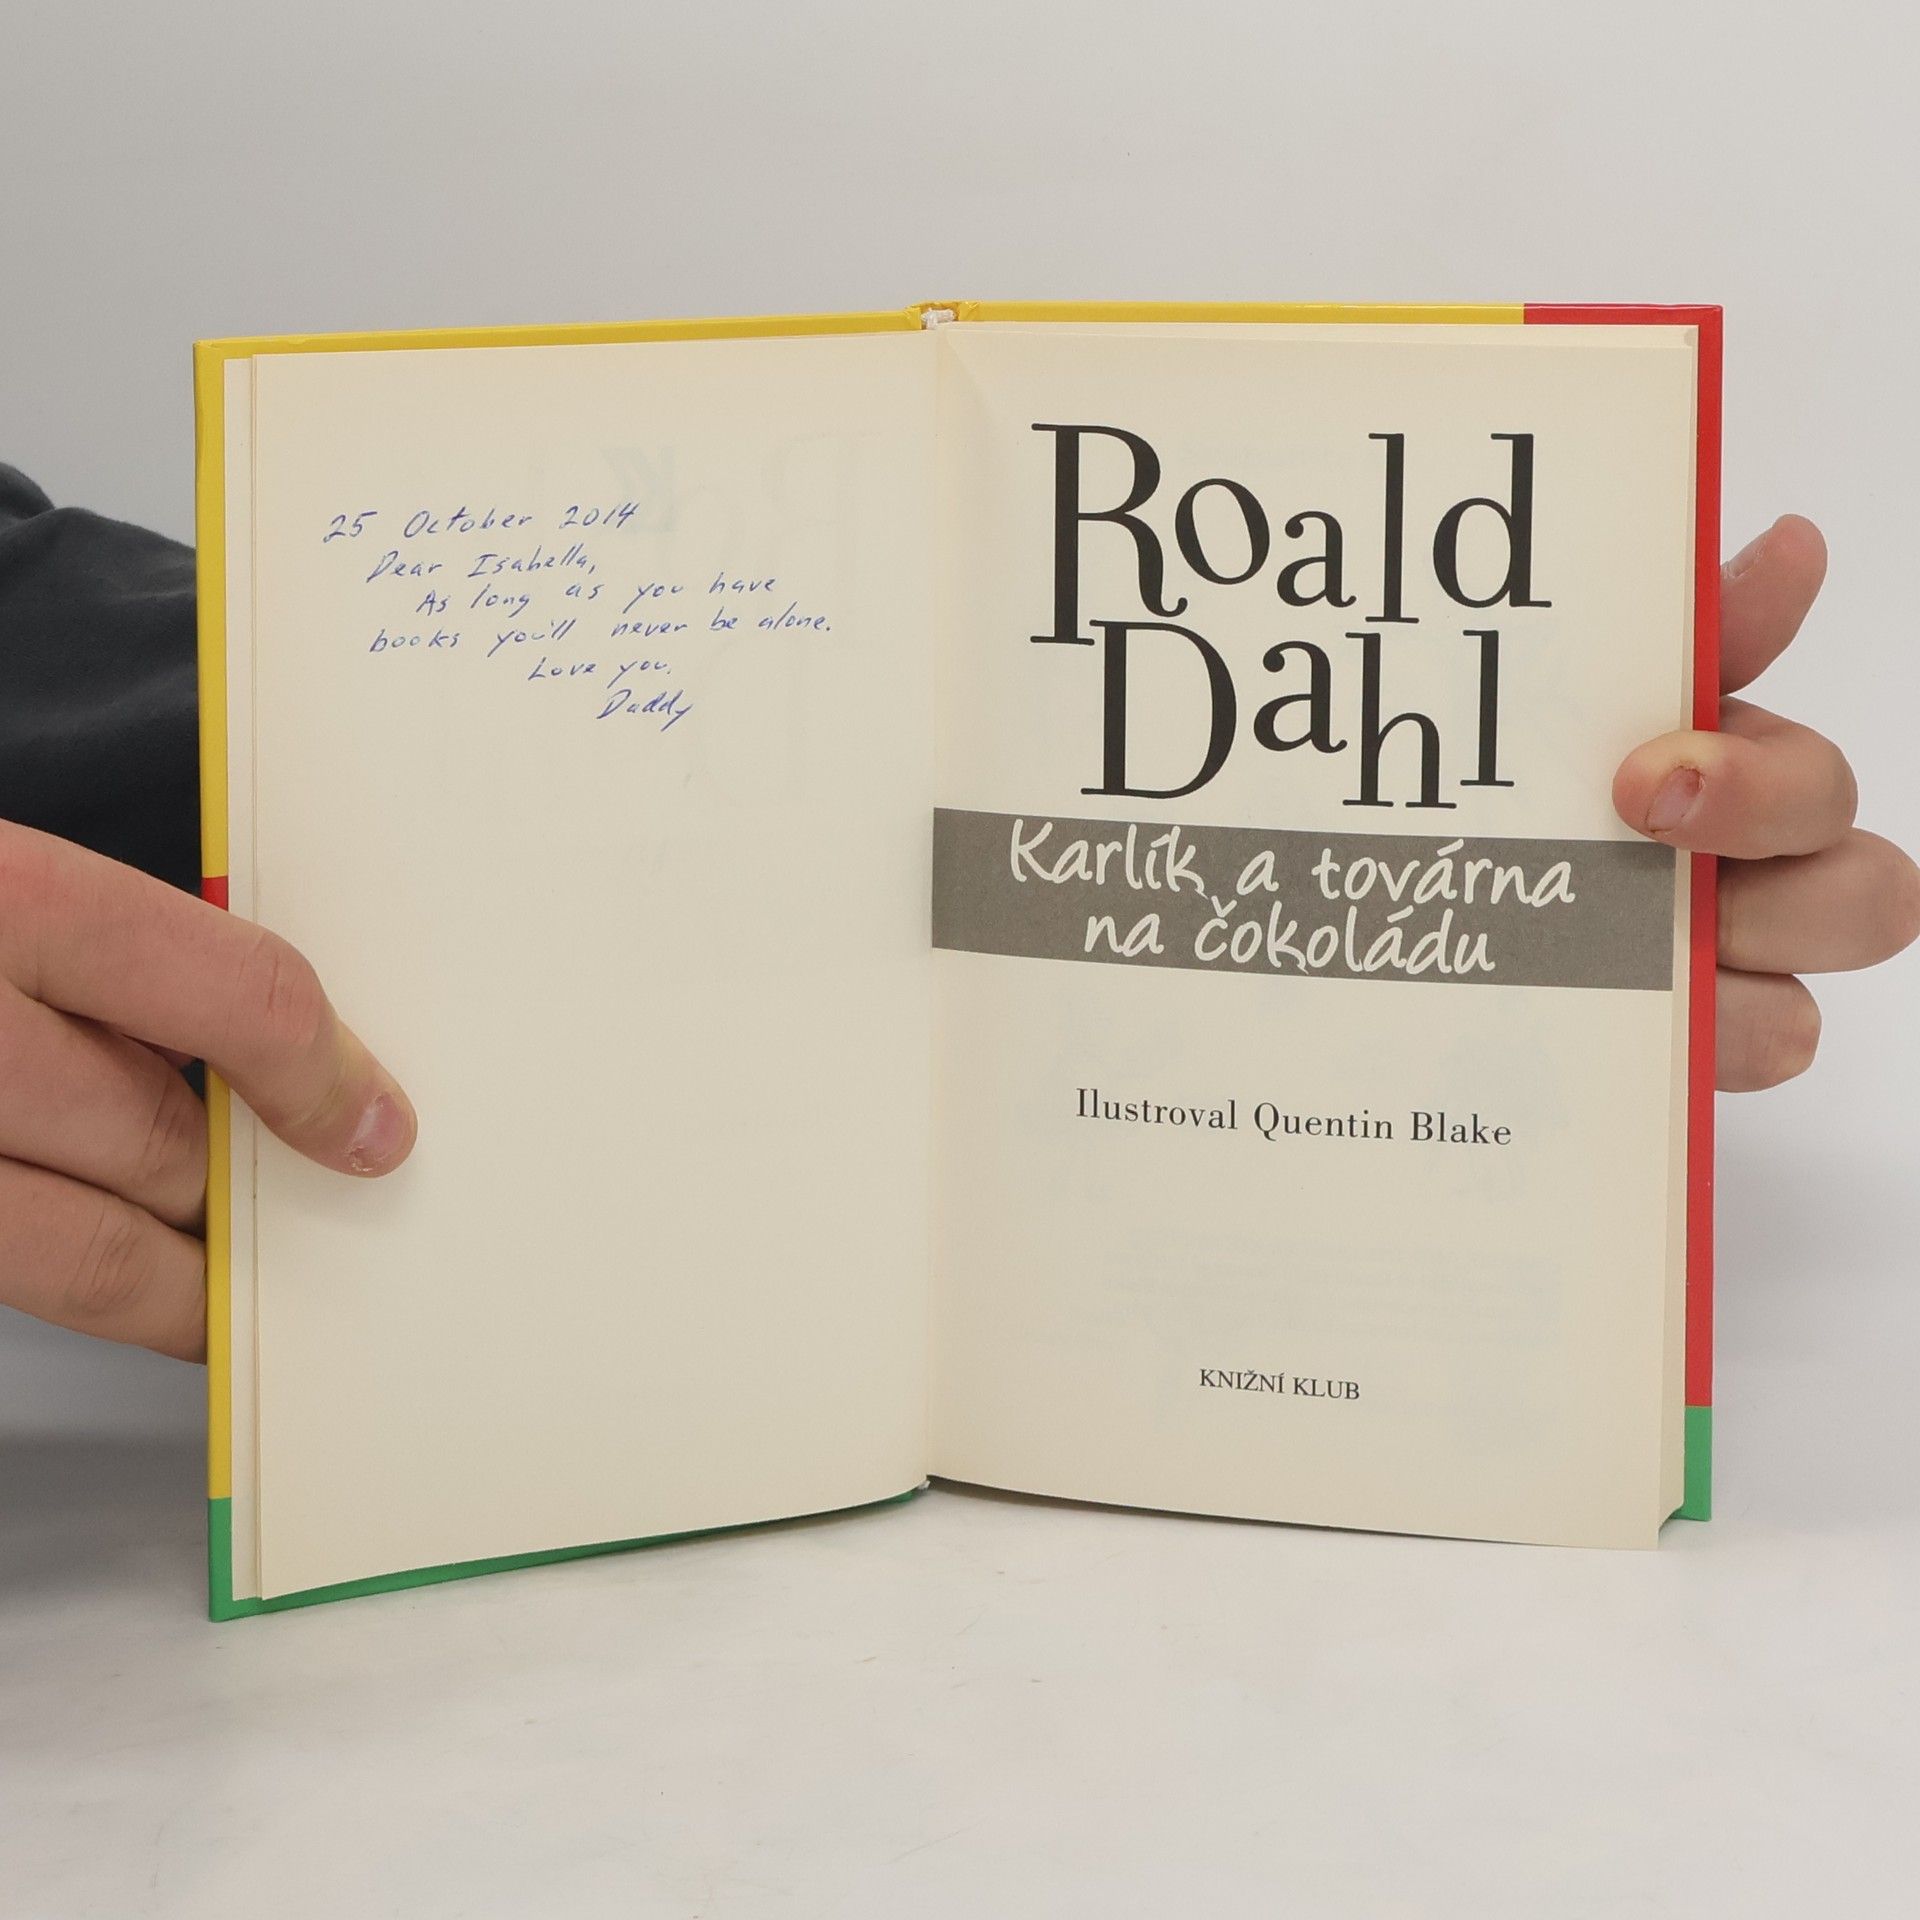 25 October 2014
Dear Isabella,
As long as you have
books you'll never be alone.
Love you.
Daddy
Roald
Dahl
Karlík a továrna
na čokoládu
Ilustroval Quentin Blake
KNIŽNÍ KLUB